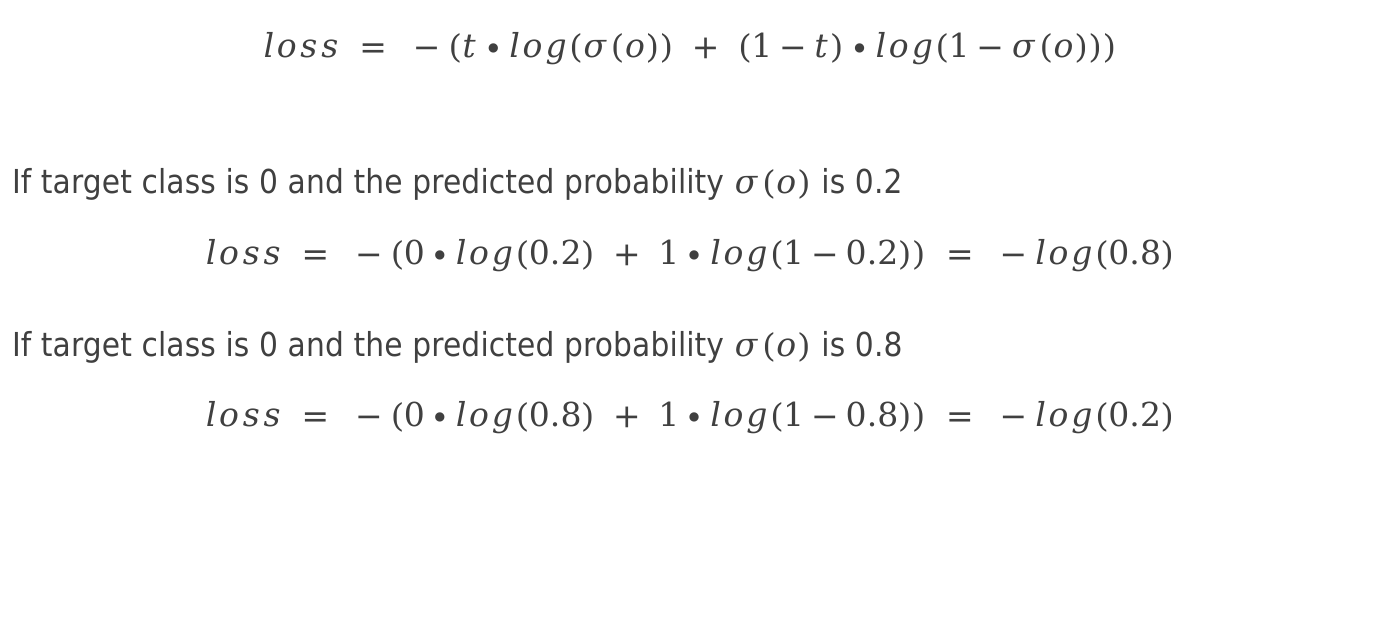 loss = − (t • log(σ(o)) + (1 − t) • log(1 − σ(o)))
If target class is 0 and the predicted probability σ(o) is 0.2
loss = − (0 • log(0.2) + 1 • log(1 − 0.2)) = − log(0.8)
If target class is 0 and the predicted probability σ(o) is 0.8
loss = − (0 • log(0.8) + 1 • log(1 − 0.8)) = − log(0.2)